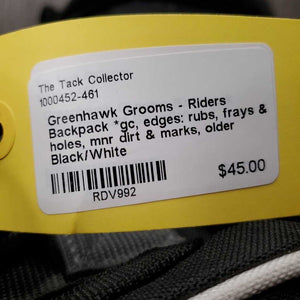 The Tack Collector
1000452-461
Greenhawk Grooms - Riders
Backpack *gc, edges: rubs, frays &
holes, mnr dirt & marks, older
Black/White
$45.00
RDV992